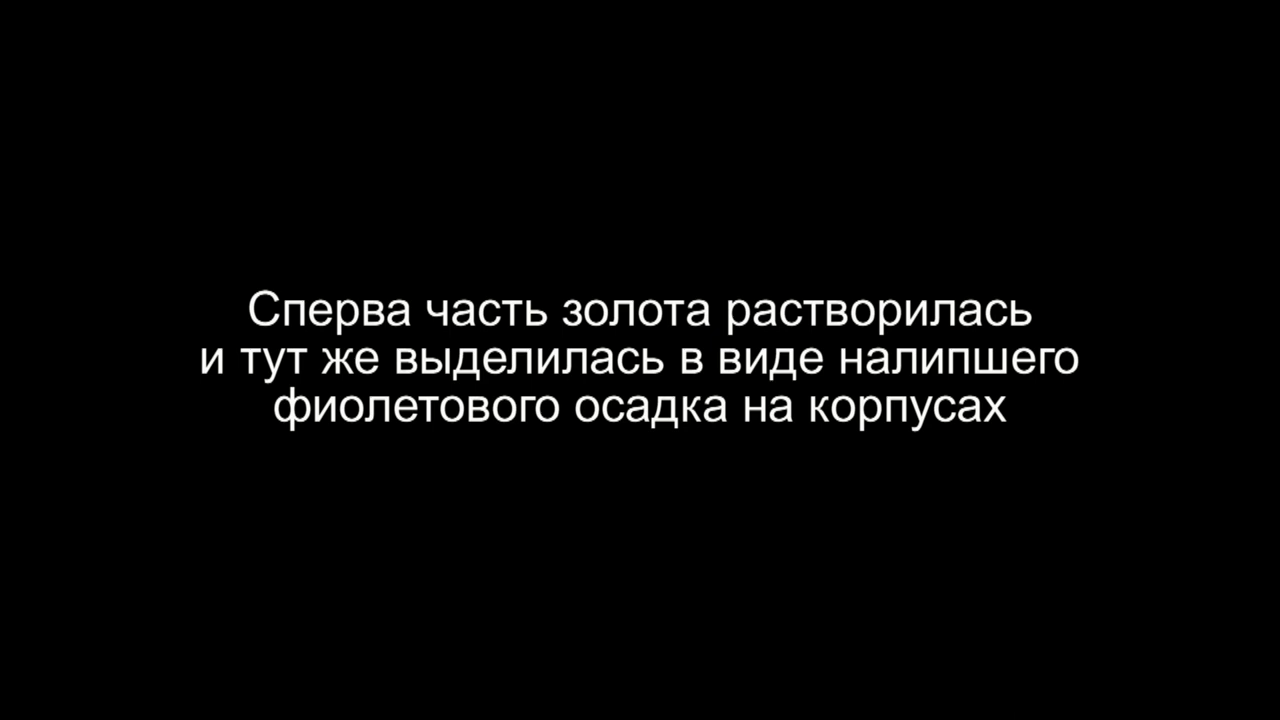 Сперва часть золота растворилась
и тут же выделилась в виде налипшего
фиолетового осадка на корпусах